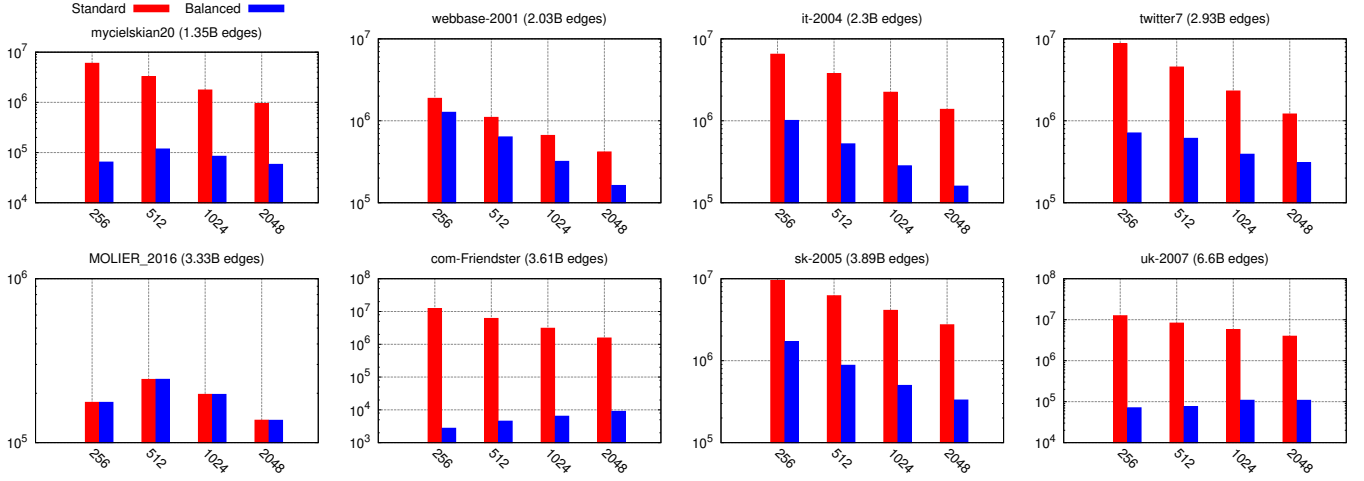 Standard Balanced
mycielskian20 (1.35B edges)
10^7
10^6
10^5
10^4
256 512 1024 2048
webbase-2001 (2.03B edges)
10^7
10^6
10^5
256 512 1024 2048
it-2004 (2.3B edges)
10^7
10^6
10^5
256 512 1024 2048
twitter7 (2.93B edges)
10^7
10^6
10^5
256 512 1024 2048
MOLIER_2016 (3.33B edges)
10^6
10^5
256 512 1024 2048
com-Friendster (3.61B edges)
10^8
10^7
10^6
10^5
10^4
10^3
256 512 1024 2048
sk-2005 (3.89B edges)
10^7
10^6
10^5
256 512 1024 2048
uk-2007 (6.6B edges)
10^8
10^7
10^6
10^5
10^4
256 512 1024 2048